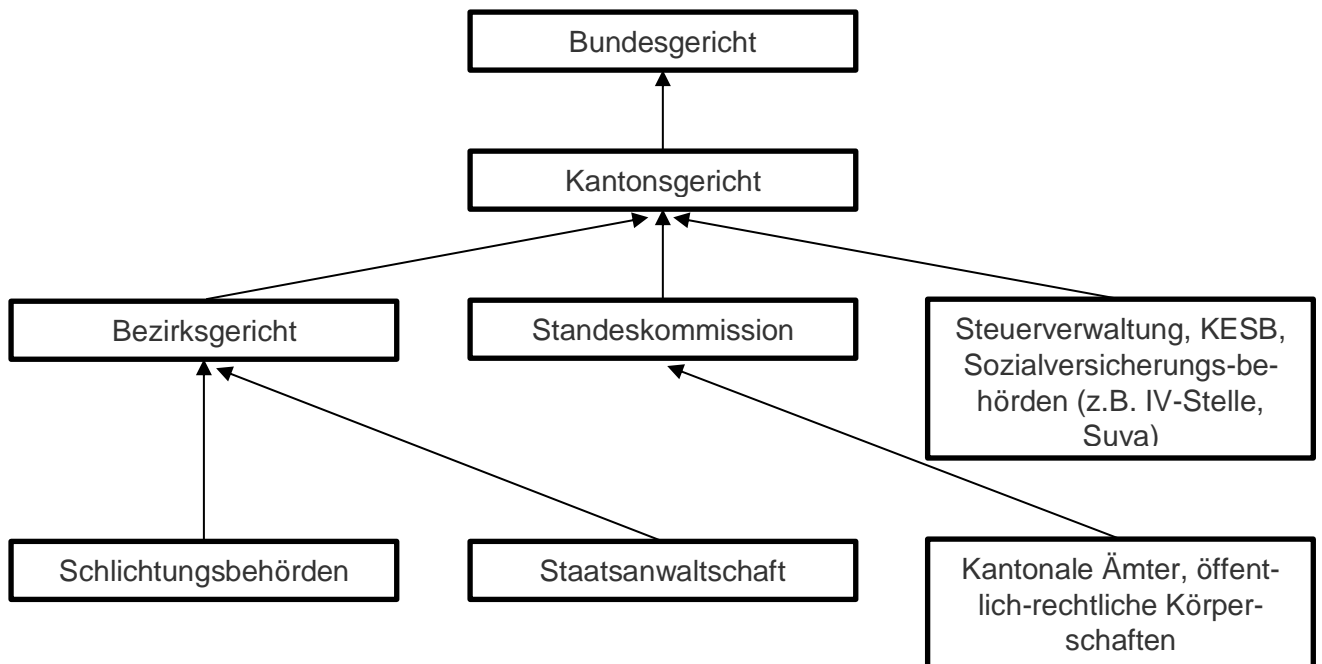 Bundesgericht
Kantonsgericht
Bezirksgericht
Standeskommission
Steuerverwaltung, KESB,
Sozialversicherungs-be-
hörden (z.B. IV-Stelle,
Suva)
Schlichtungsbehörden
Staatsanwaltschaft
Kantonale Ämter, öffent-
lich-rechtliche Körper-
schaften